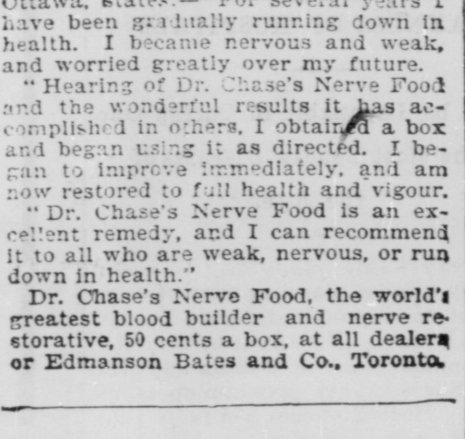 Ottawa, states:— "For several years I
have been gradually running down in
health. I became nervous and weak,
and worried greatly over my future.
"Hearing of Dr. Chase's Nerve Food
and the wonderful results it has ac-
complished in others, I obtained a box
and began using it as directed. I be-
gan to improve immediately, and am
now restored to full health and vigour.
"Dr. Chase's Nerve Food is an ex-
cellent remedy, and I can recommend
it to all who are weak, nervous, or run
down in health."
Dr. Chase's Nerve Food, the world's
greatest blood builder and nerve re-
storative, 50 cents a box, at all dealers
or Edmanson Bates and Co., Toronto.